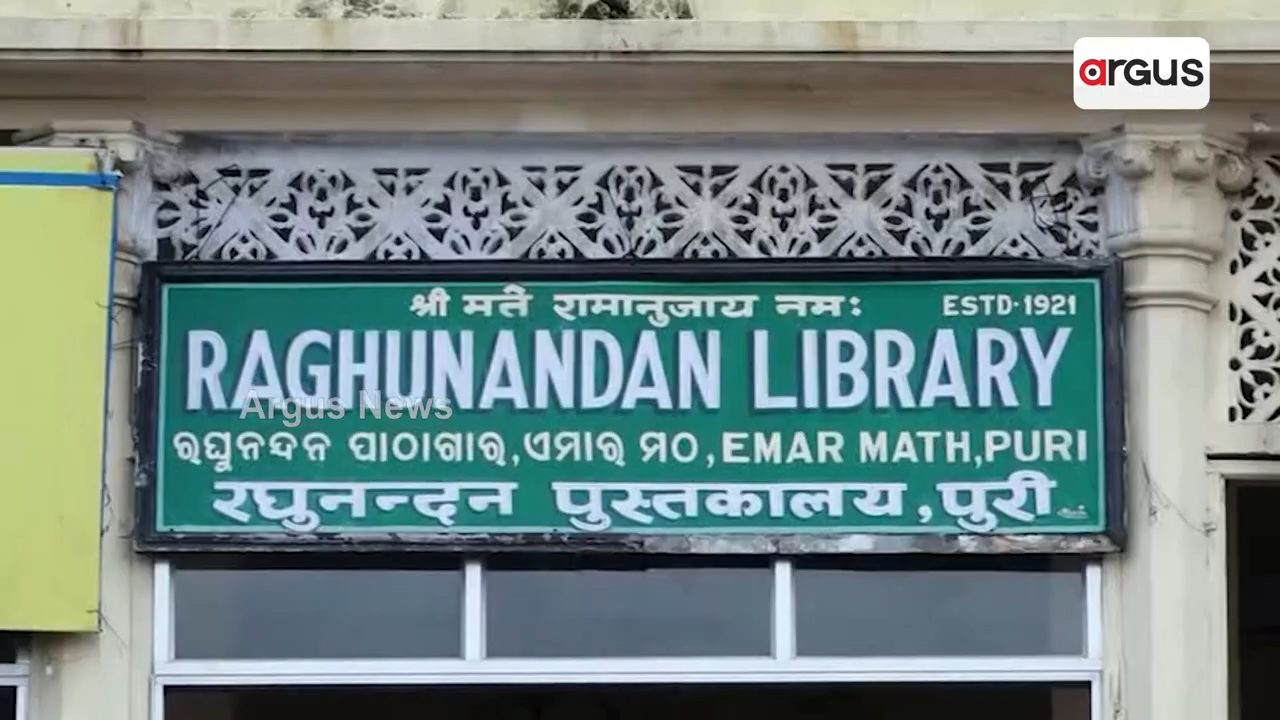 argus
श्री मते रामानुजाय नमः
ESTD·1921
RAGHUNANDAN LIBRARY
Argus News
ରଘୁନନ୍ଦନ ପାଠାଗାର,ଏମାର ମଠ,EMAR MATH,PURI
रघुनन्दन पुस्तकालय,पुरी